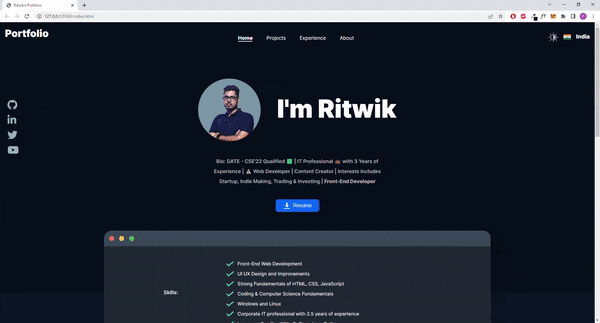 Ritwik's Portfolio
127.0.0.1:5500/index.html
Portfolio
Home
Projects
Experience
About
India
I'm Ritwik
Bio: GATE - CSE'22 Qualified | IT Professional with 3 Years of
Experience | Web Developer | Content Creator | Interests includes
Startup, Indie Making, Trading & Investing | Front-End Developer
Resume
Skills:
Front-End Web Development
UI UX Design and Improvements
Strong Fundamentals of HTML, CSS, JavaScript
Coding & Computer Science Fundamentals
Windows and Linux
Corporate IT professional with 2.5 years of experience